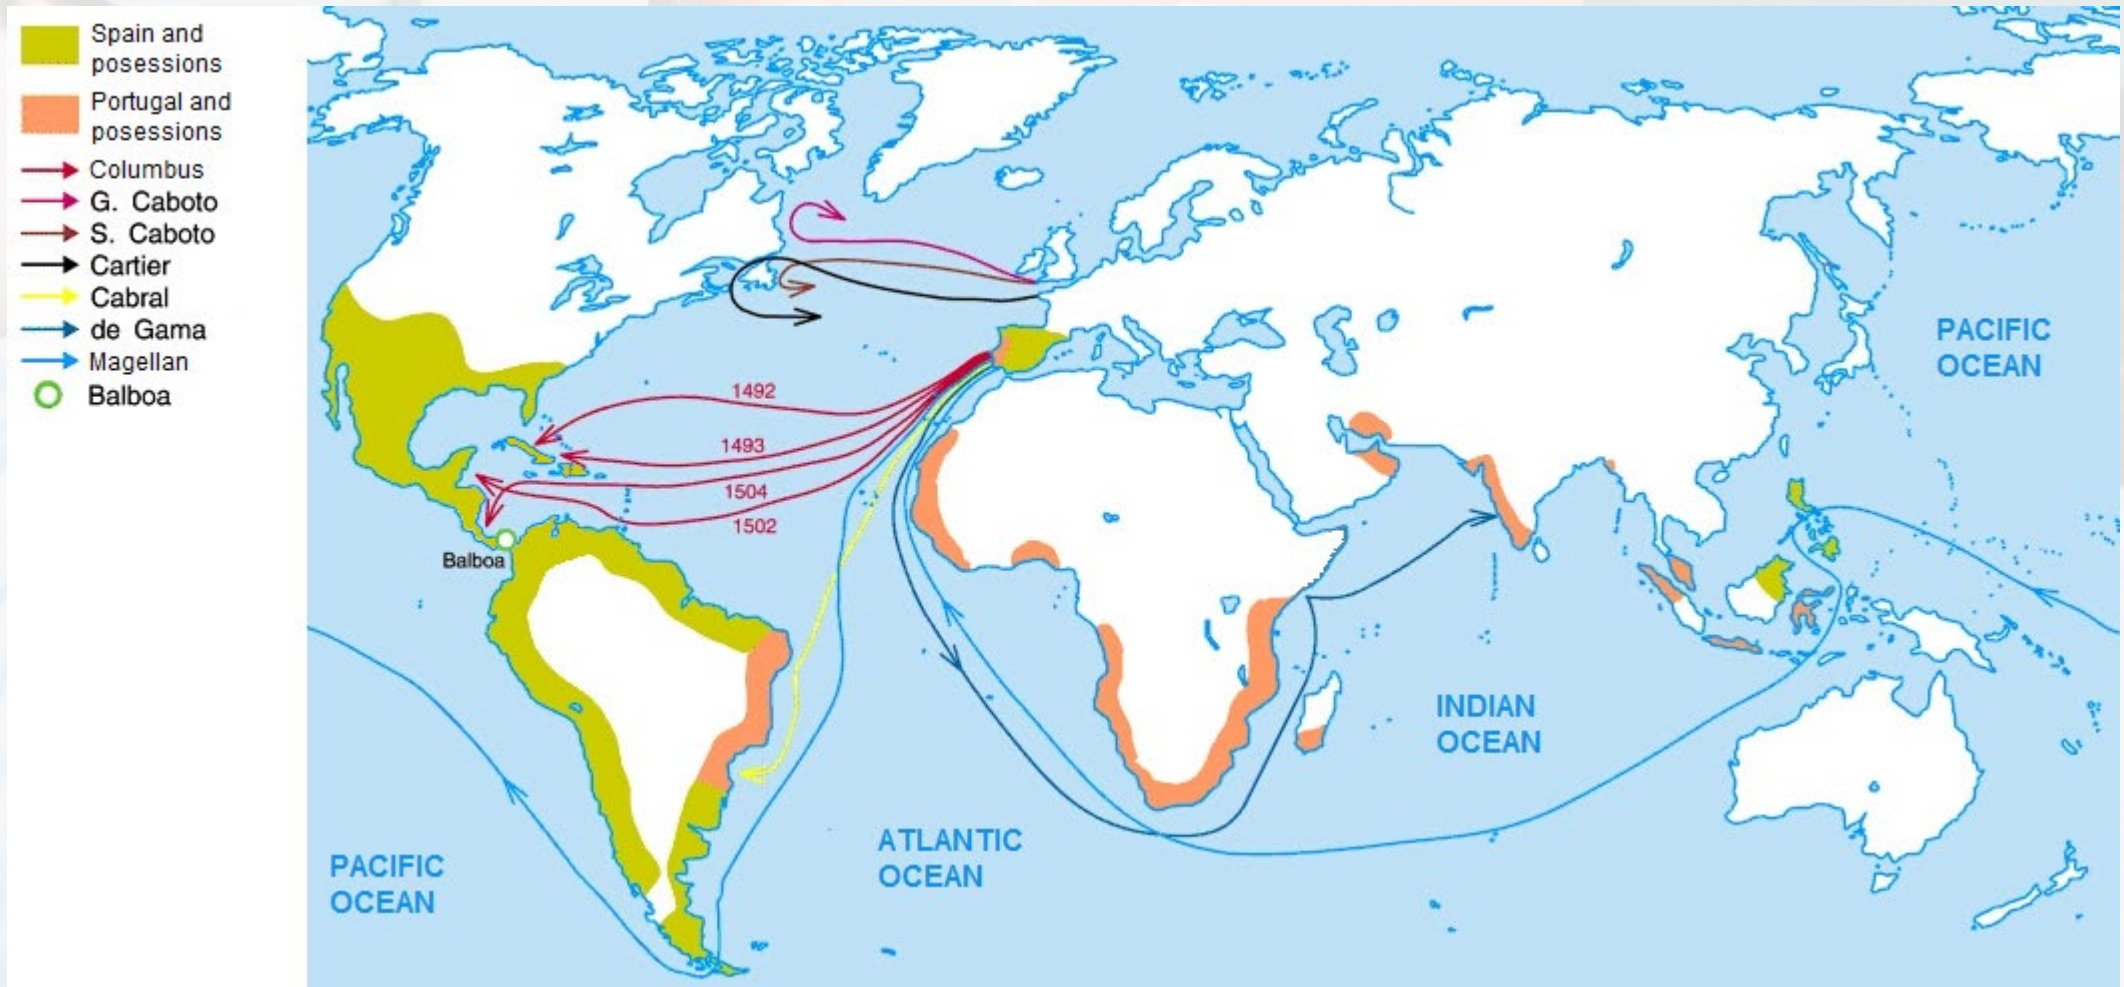 Spain and
posessions
Portugal and
posessions
Columbus
G. Caboto
S. Caboto
Cartier
Cabral
de Gama
Magellan
Balboa
1492
1493
1504
1502
Balboa
PACIFIC
OCEAN
INDIAN
OCEAN
ATLANTIC
OCEAN
PACIFIC
OCEAN